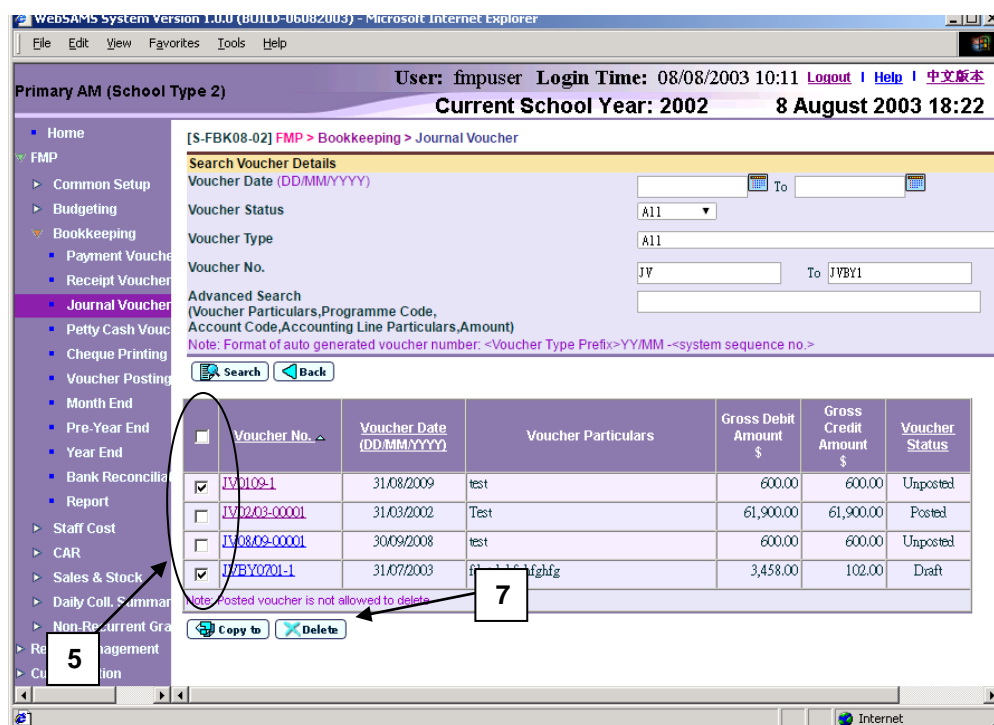 WebSAMS System Version 1.0.0 (BUILD-06082003) - Microsoft Internet Explorer
File Edit View Favorites Tools Help
User: fmpuser Login Time: 08/08/2003 10:11 Logout | Help | 中文版本
Primary AM (School Type 2)
Current School Year: 2002 8 August 2003 18:22
Home
FMP
Common Setup
Budgeting
Bookkeeping
Payment Vouche
Receipt Voucher
Journal Voucher
Petty Cash Vouc
Cheque Printing
Voucher Posting
Month End
Pre-Year End
Year End
Bank Reconcilia
Report
Staff Cost
CAR
Sales & Stock
Daily Coll. Summar
Non-Recurrent Gra
[S-FBK08-02] FMP > Bookkeeping > Journal Voucher
Search Voucher Details
Voucher Date (DD/MM/YYYY) To
Voucher Status All
Voucher Type All
Voucher No. JV To JVBY1
Advanced Search
(Voucher Particulars,Programme Code,
Account Code,Accounting Line Particulars,Amount)
Note: Format of auto generated voucher number: <Voucher Type Prefix>YY/MM -<system sequence no.>
Search Back
Voucher No. Voucher Date (DD/MM/YYYY) Voucher Particulars Gross Debit Amount $ Gross Credit Amount $ Voucher Status
JV0109-1 31/08/2009 test 600.00 600.00 Unposted
JV02/03-00001 31/03/2002 Test 61,900.00 61,900.00 Posted
JV08/09-00001 30/09/2008 test 600.00 600.00 Unposted
JVBY0701-1 31/07/2003 3,458.00 102.00 Draft
Note: Posted voucher is not allowed to delete
Copy to Delete
7
5
Internet